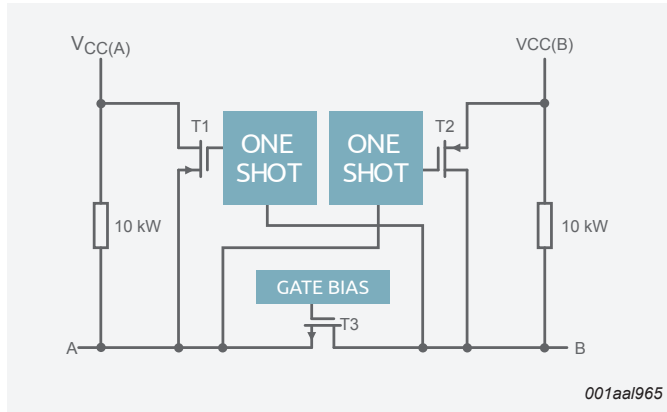 VCC(A)
VCC(B)
T1
ONE
SHOT
ONE
SHOT
T2
10 kW
10 kW
GATE BIAS
T3
A
B
001aal965